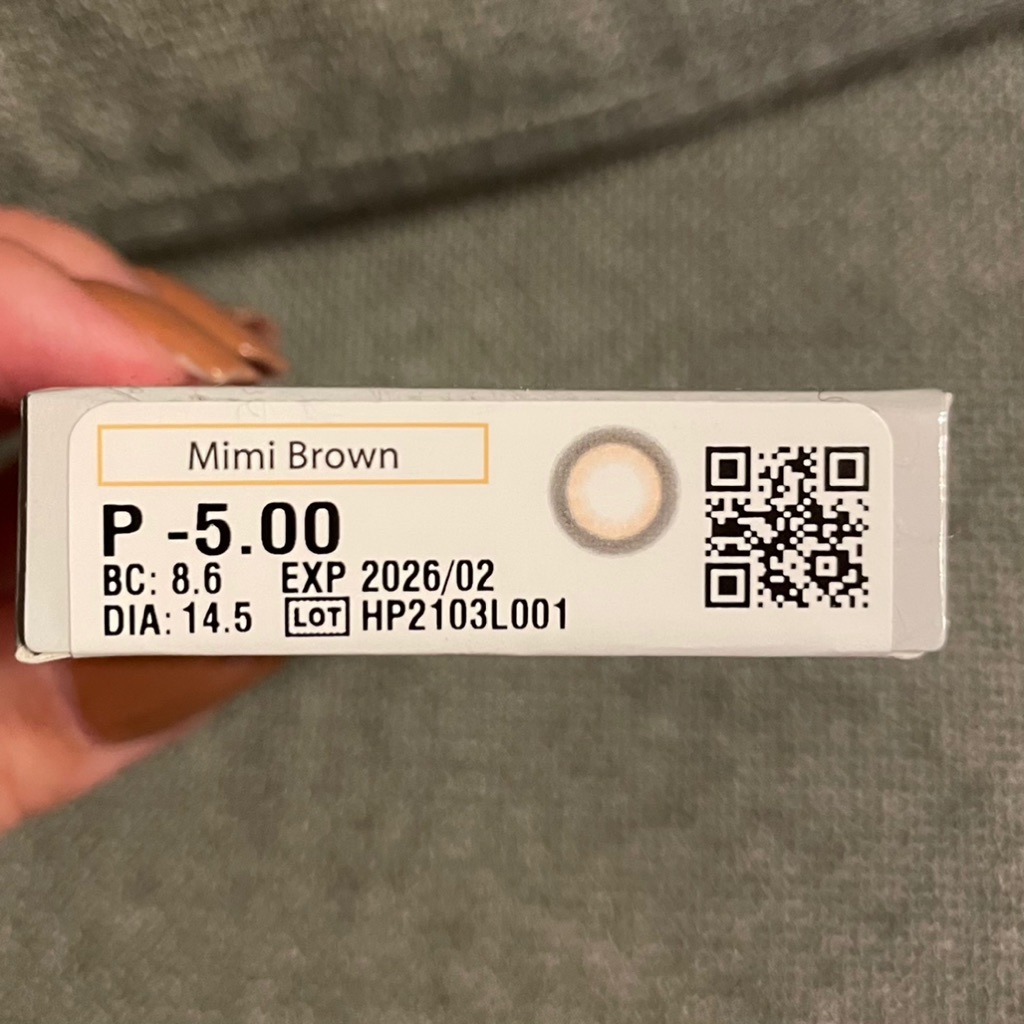 Mimi Brown
P -5.00
BC: 8.6 EXP 2026/02
DIA: 14.5 LOT HP2103L001